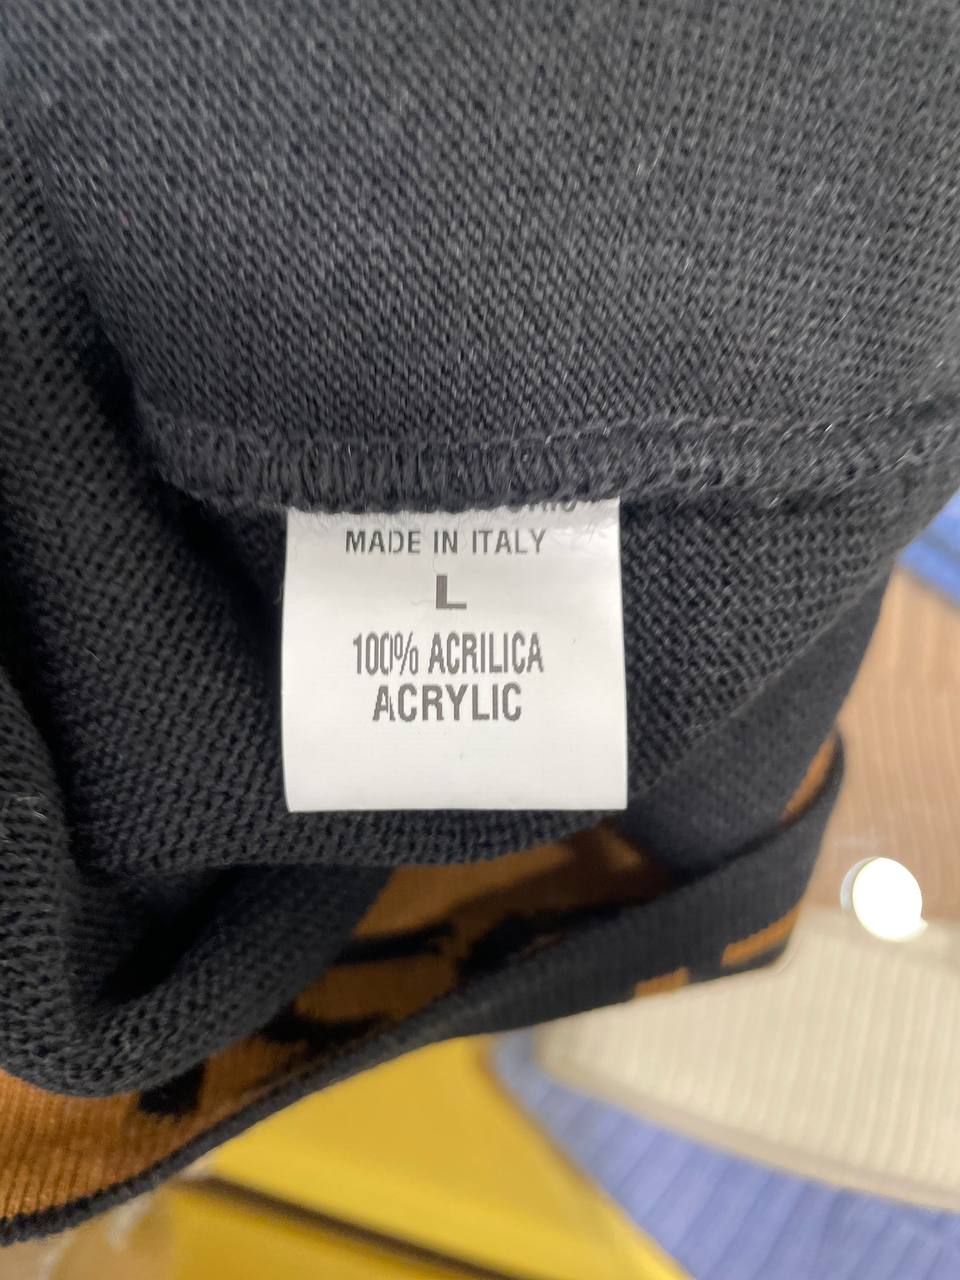 MADE IN ITALY
L
100% ACRILICA
ACRYLIC